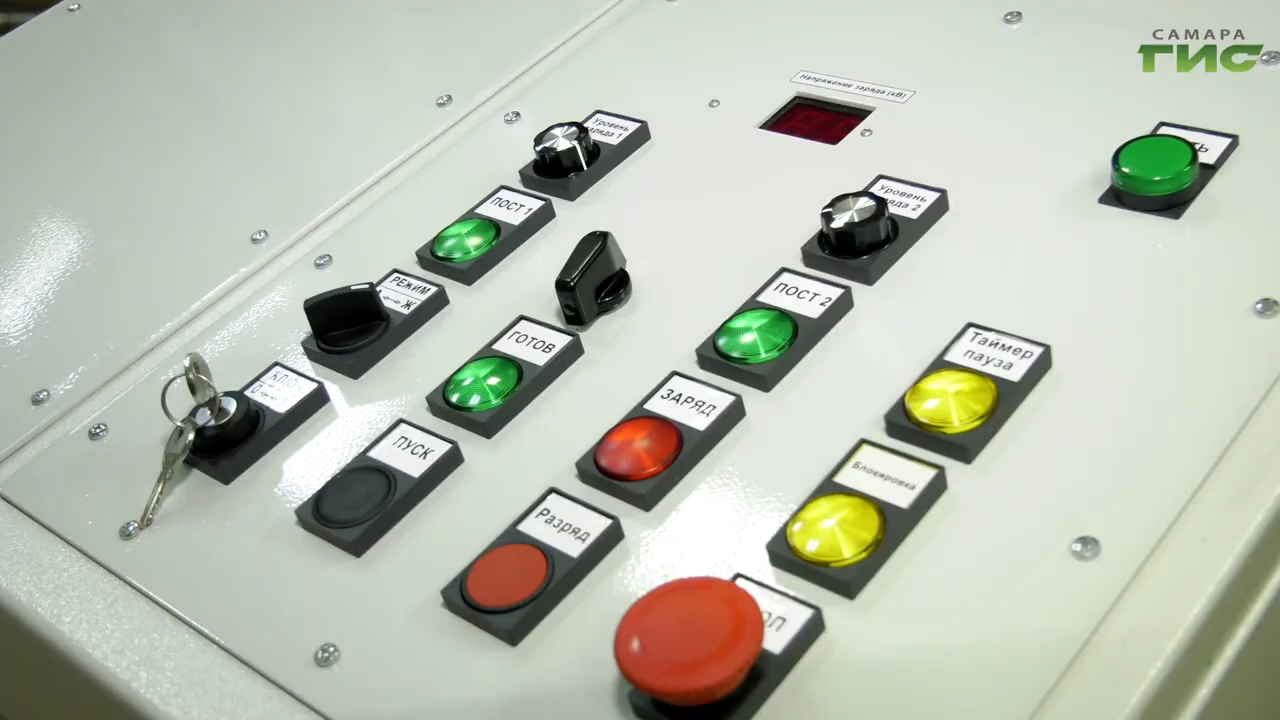 САМАРА
ГИС
Напряжение заряда (кВ)
Уровень
заряда 1
ПОСТ 1
Уровень
2
РЕЖИМ
Ж
ПОСТ 2
ГОТОВ
Таймер
пауза
ЗАРЯД
ПУСК
Блокировка
Разряд